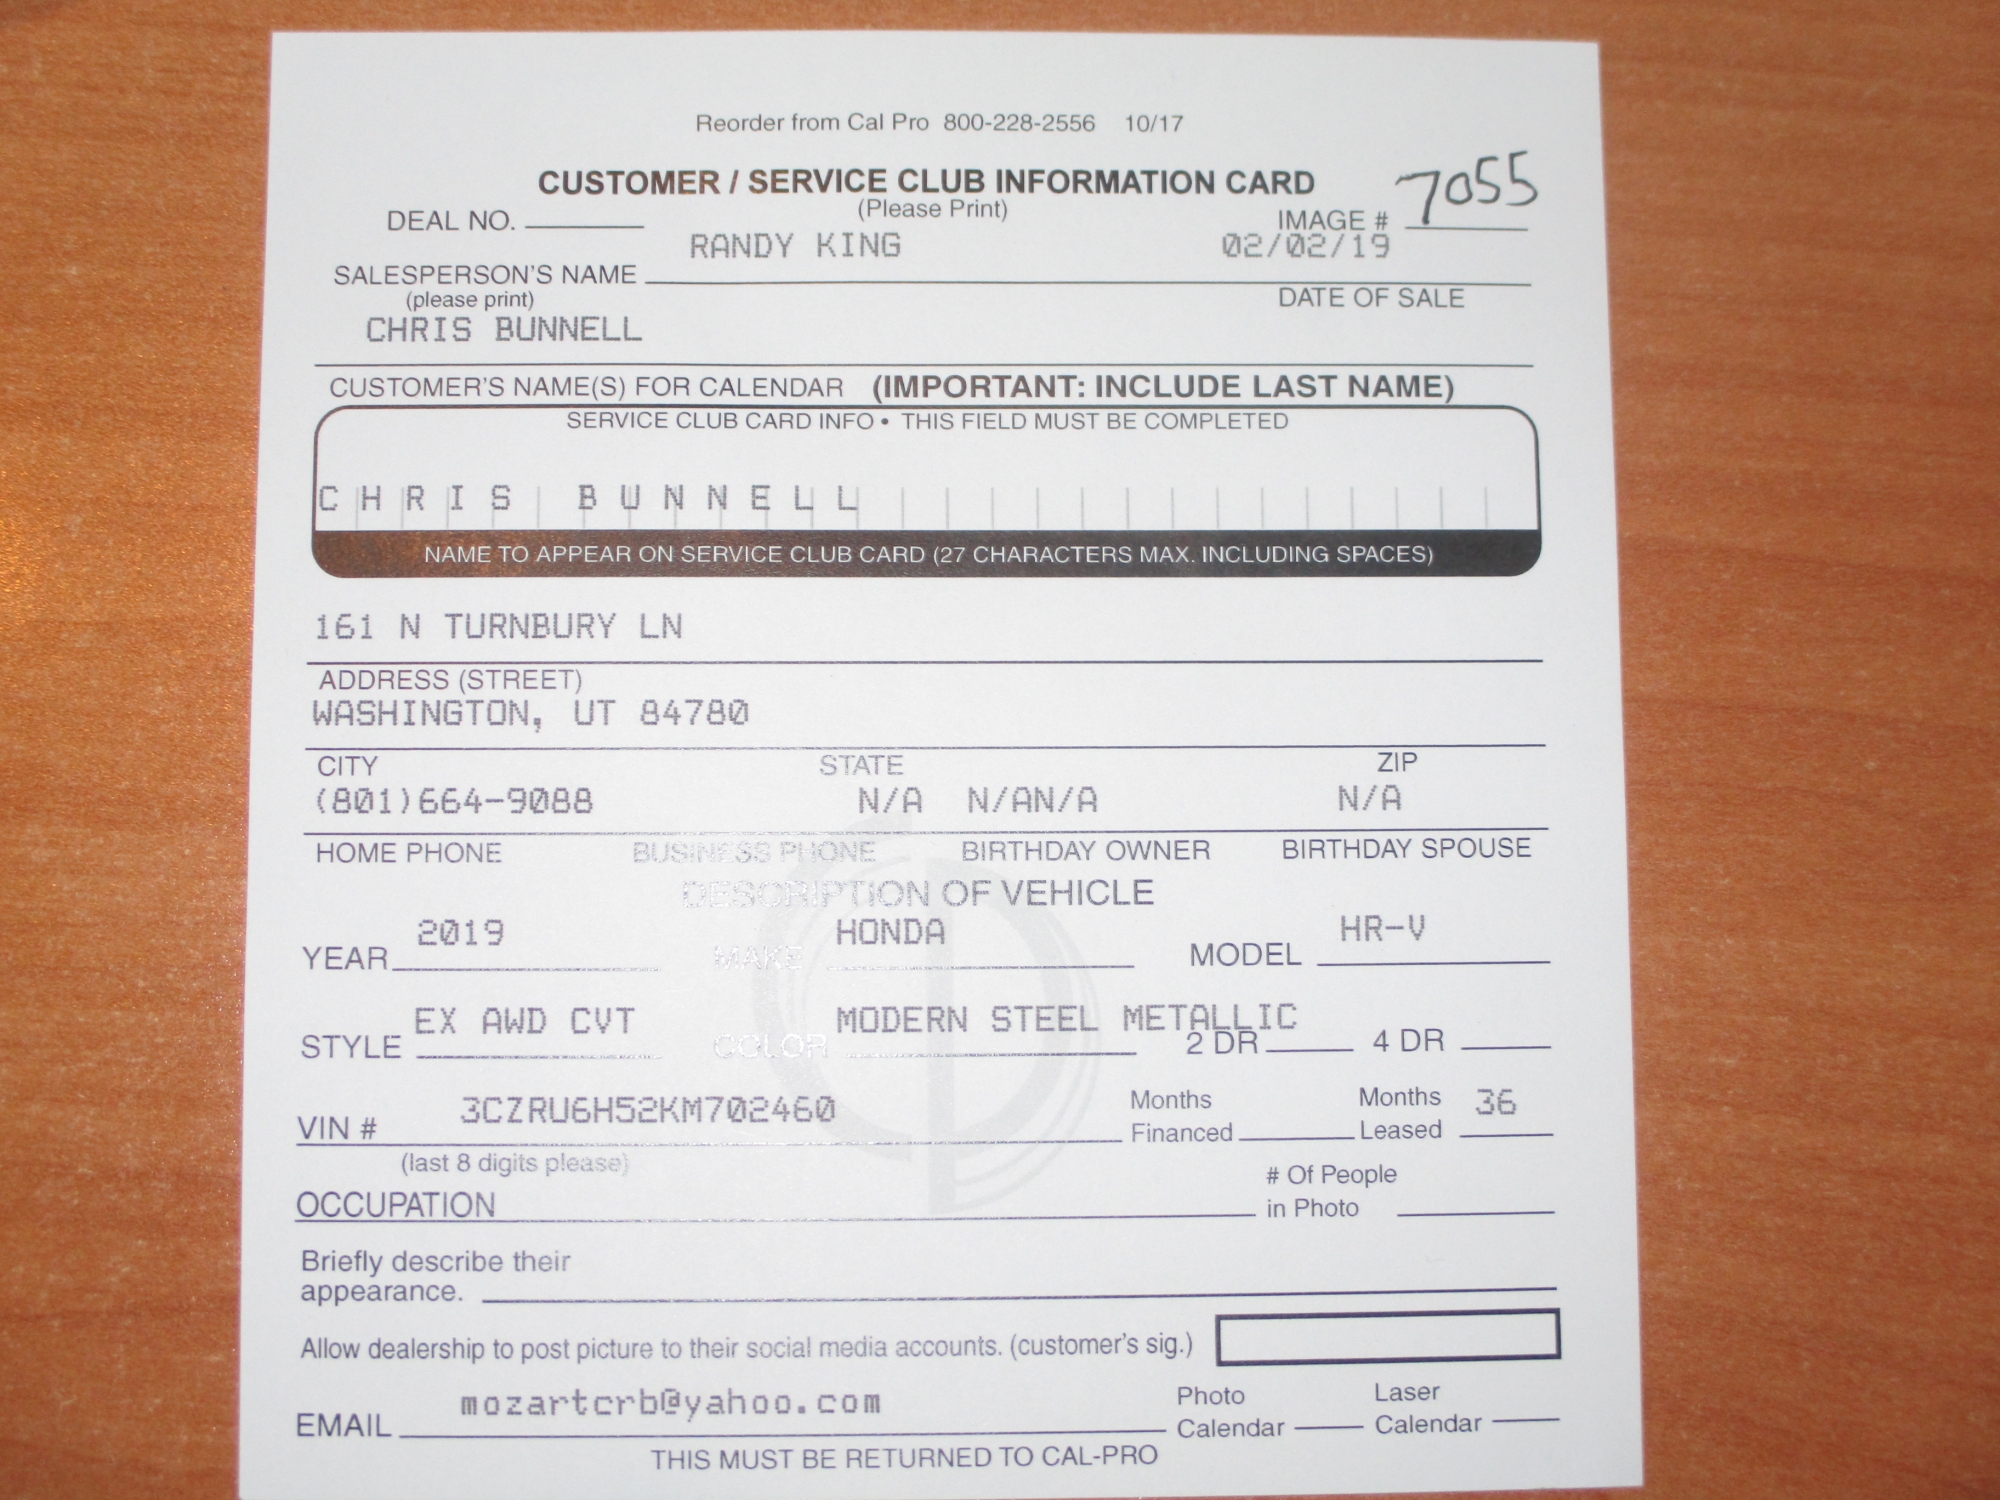 Reorder from Cal Pro 800-228-2556 10/17
CUSTOMER / SERVICE CLUB INFORMATION CARD
(Please Print)
DEAL NO. IMAGE # 7055
RANDY KING 02/02/19
SALESPERSON'S NAME
(please print) DATE OF SALE
CHRIS BUNNELL
CUSTOMER'S NAME(S) FOR CALENDAR (IMPORTANT: INCLUDE LAST NAME)
SERVICE CLUB CARD INFO • THIS FIELD MUST BE COMPLETED
CHRIS BUNNELL
NAME TO APPEAR ON SERVICE CLUB CARD (27 CHARACTERS MAX. INCLUDING SPACES)
161 N TURNBURY LN
ADDRESS (STREET)
WASHINGTON, UT 84780
CITY STATE ZIP
(801)664-9088 N/A N/AN/A N/A
HOME PHONE BUSINESS PHONE BIRTHDAY OWNER BIRTHDAY SPOUSE
DESCRIPTION OF VEHICLE
YEAR 2019 MAKE HONDA MODEL HR-V
STYLE EX AWD CVT COLOR MODERN STEEL METALLIC 2 DR 4 DR
VIN # 3CZRU6H52KM702460 Months Financed Months Leased 36
(last 8 digits please)
OCCUPATION # Of People in Photo
Briefly describe their
appearance.
Allow dealership to post picture to their social media accounts. (customer's sig.)
EMAIL mozartcrb@yahoo.com Photo Calendar Laser Calendar
THIS MUST BE RETURNED TO CAL-PRO